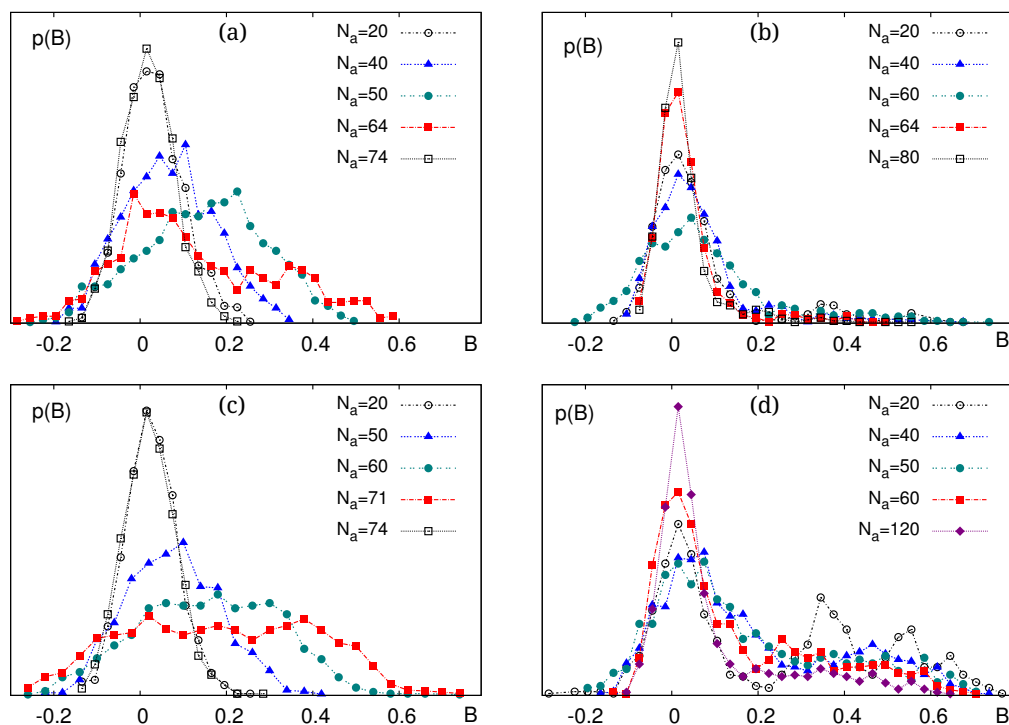 p(B)
(a)
N_a=20
N_a=40
N_a=50
N_a=64
N_a=74
-0.2 0 0.2 0.4 0.6 B
p(B)
(b)
N_a=20
N_a=40
N_a=60
N_a=64
N_a=80
-0.2 0 0.2 0.4 0.6 B
p(B)
(c)
N_a=20
N_a=50
N_a=60
N_a=71
N_a=74
-0.2 0 0.2 0.4 0.6 B
p(B)
(d)
N_a=20
N_a=40
N_a=50
N_a=60
N_a=120
-0.2 0 0.2 0.4 0.6 B